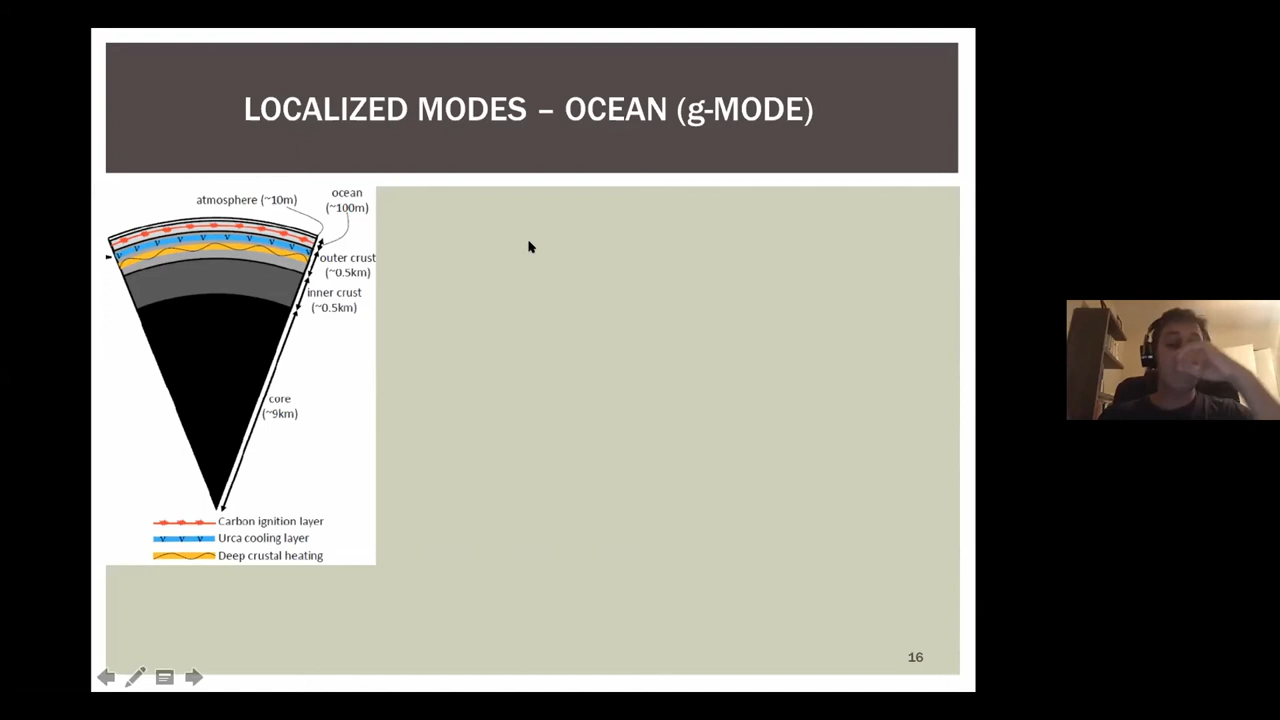 LOCALIZED MODES – OCEAN (g-MODE)
atmosphere (~10m)
ocean
(~100m)
outer crust
(~0.5km)
inner crust
(~0.5km)
core
(~9km)
Carbon ignition layer
v v v Urca cooling layer
Deep crustal heating
16